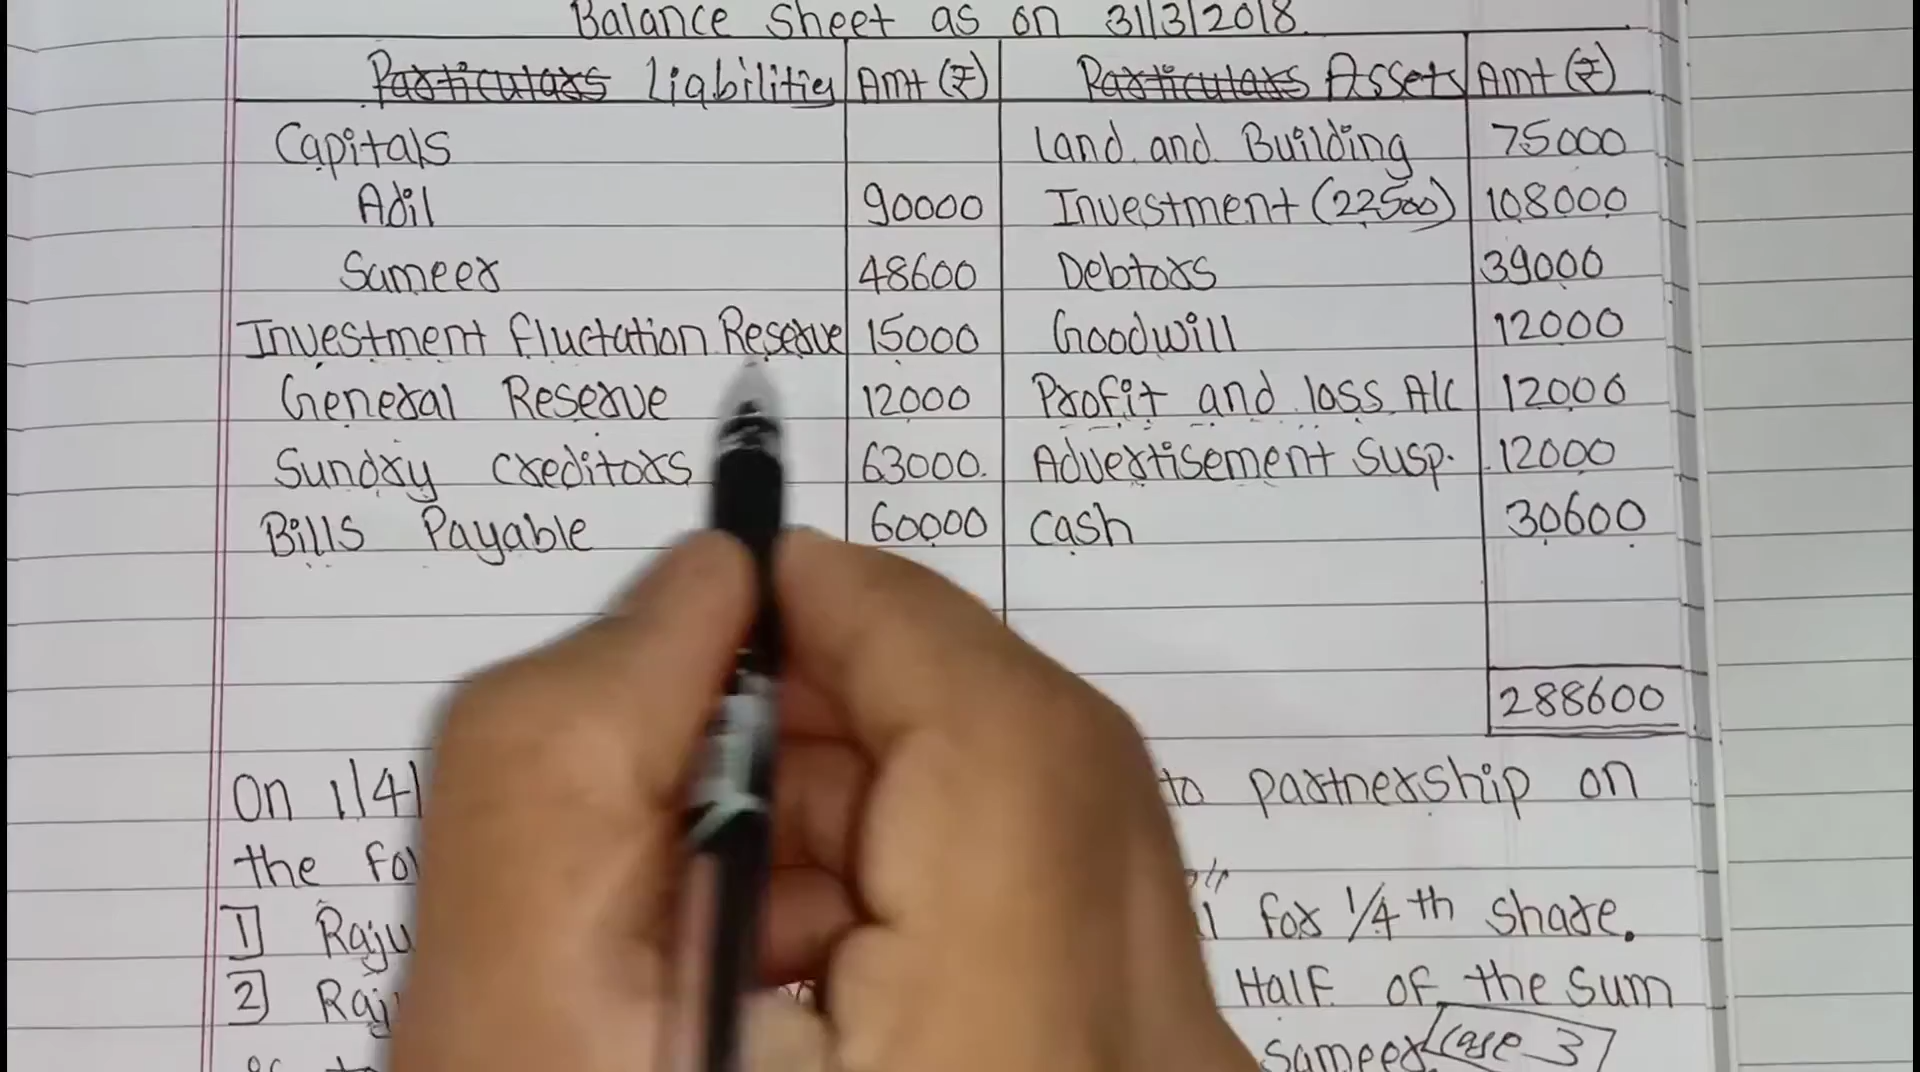 Balance Sheet as on 31/3/2018.
Particulars Liabilities Amt (₹) Particulars Assets Amt (₹)
Capitals Land and Building 75000
Adil 90000 Investment (22500) 108000
Sameer 48600 Debtors 39000
Investment fluctation Reserve 15000 Goodwill 12000
General Reserve 12000 Profit and loss A/c 12000
Sundry creditors 63000. Advertisement Susp. 12000
Bills Payable 60000 Cash 30600
288600
On 1/4/ to partnership on
the
1] Raju for 1/4 th share.
2] Half of the sum
Sameer Case 3